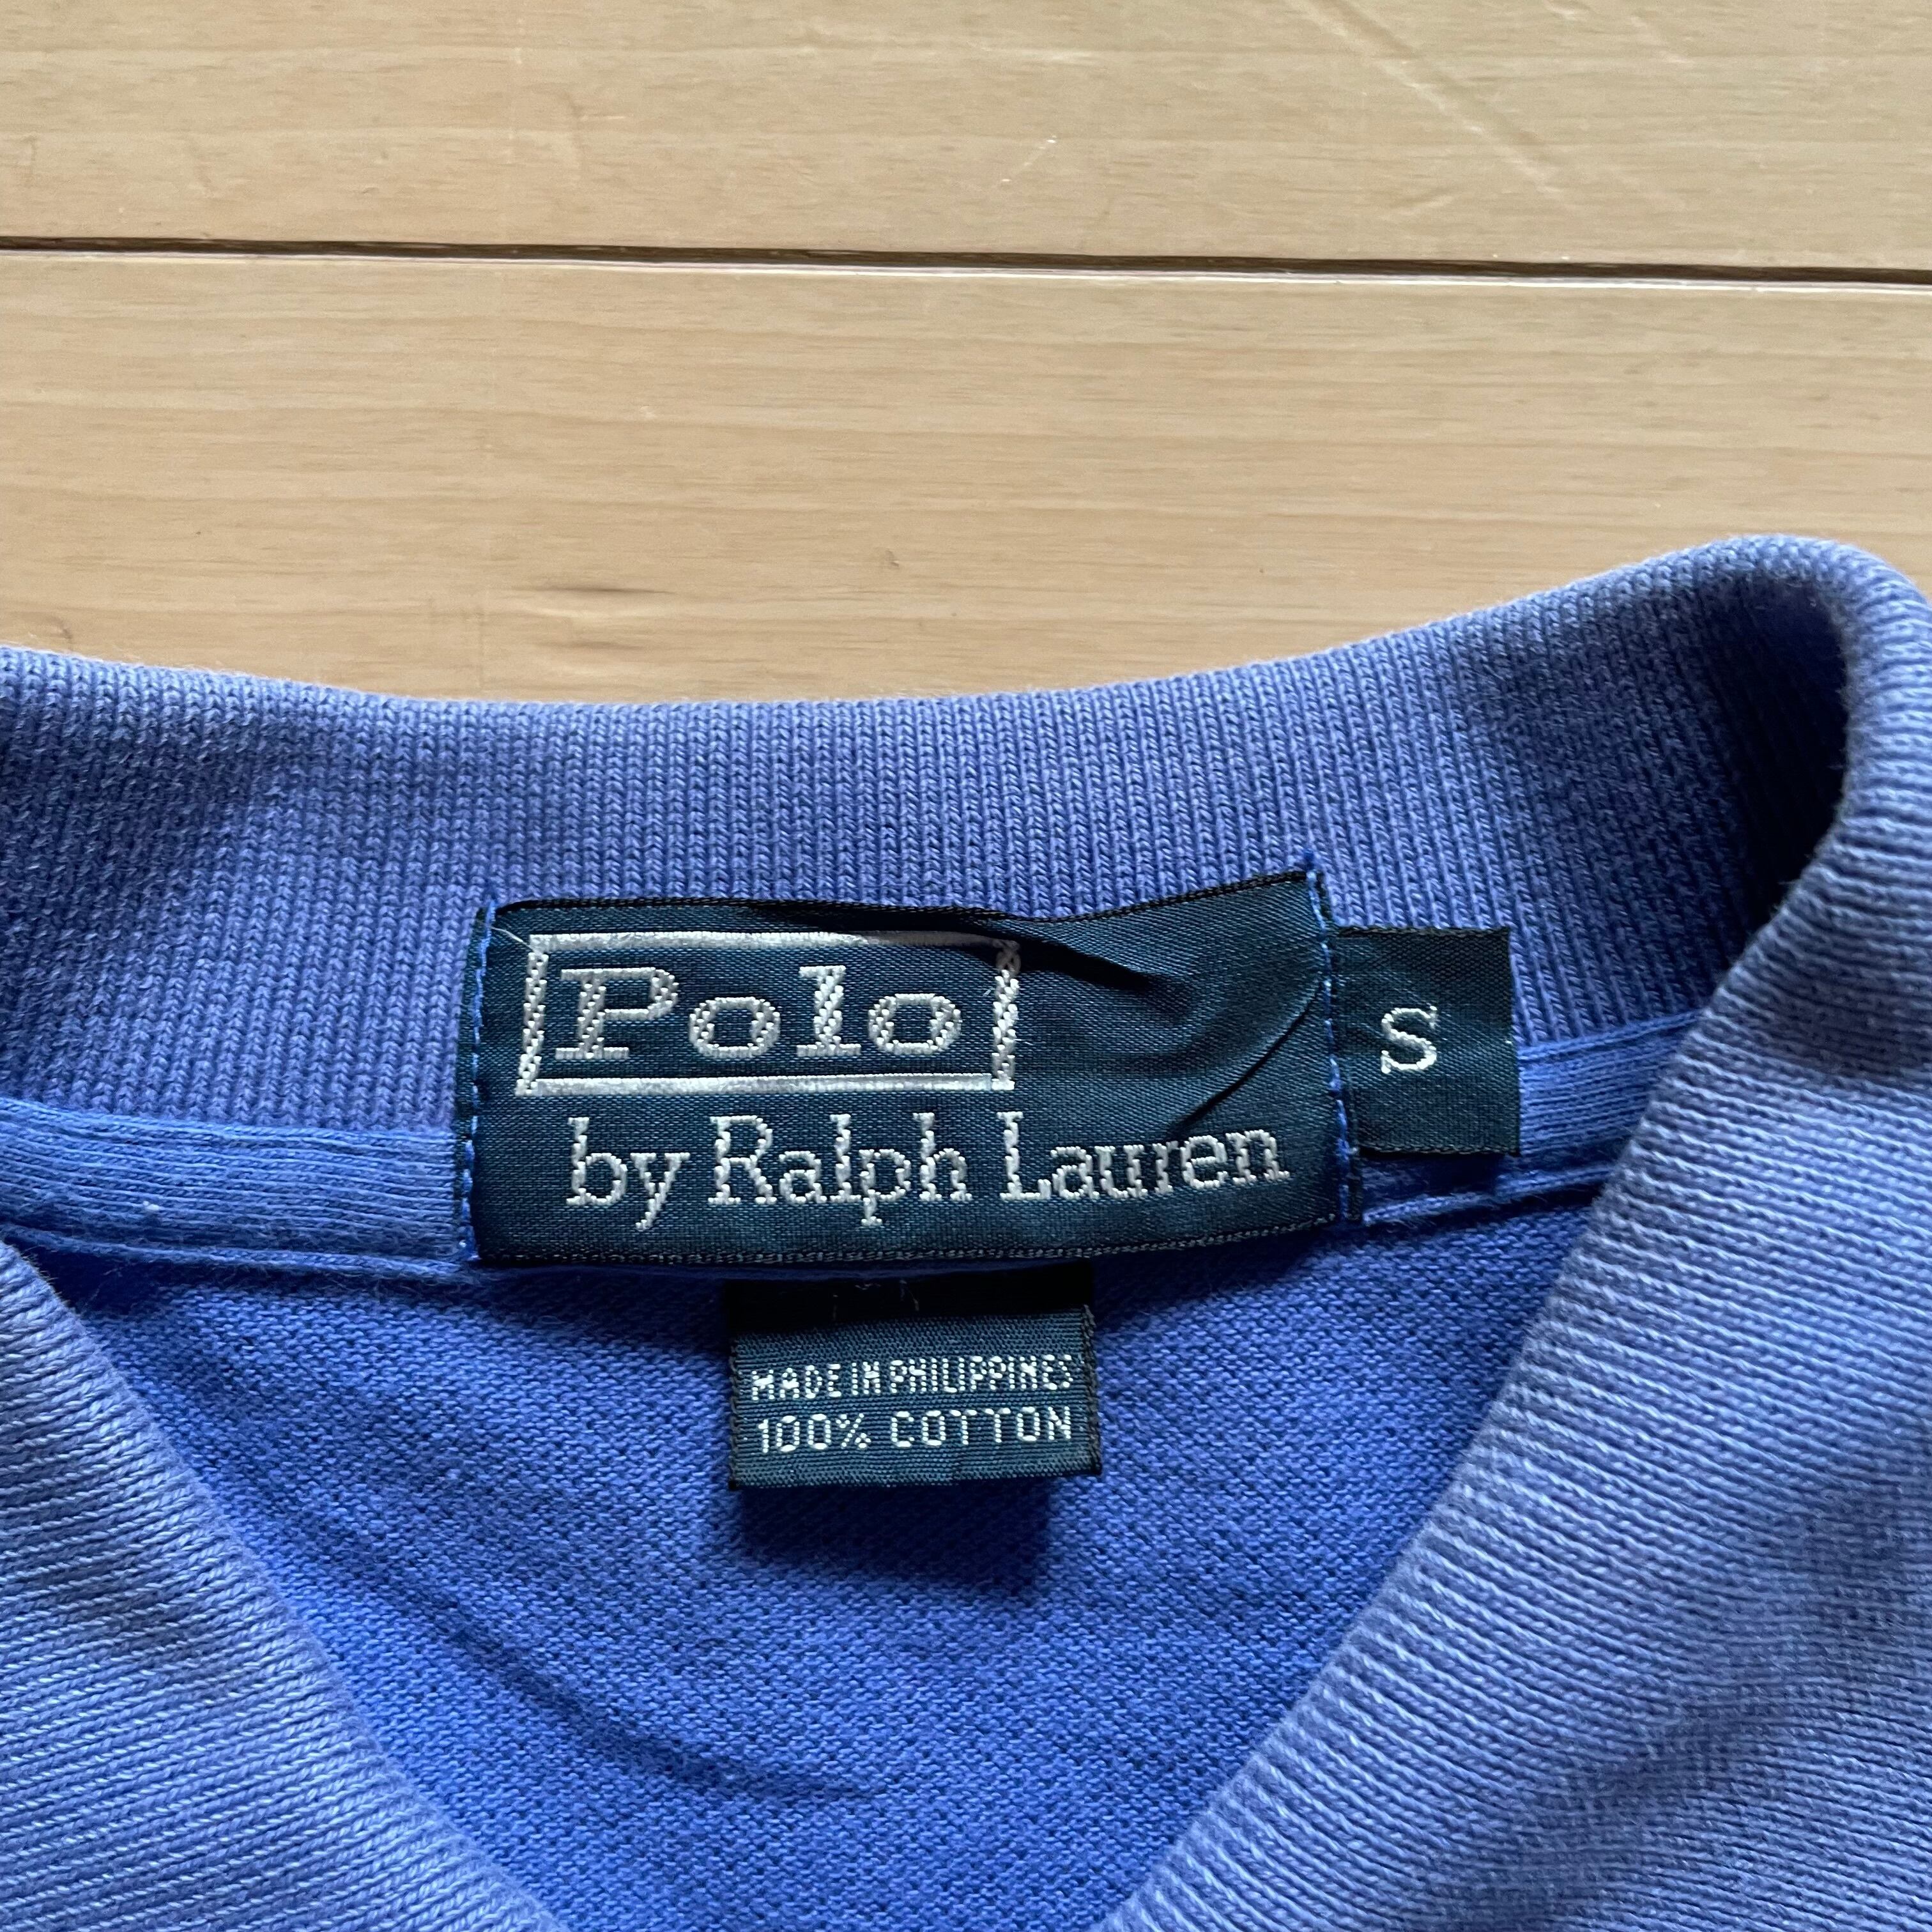 Polo
by Ralph Lauren
S
MADE IN PHILIPPINES
100% COTTON